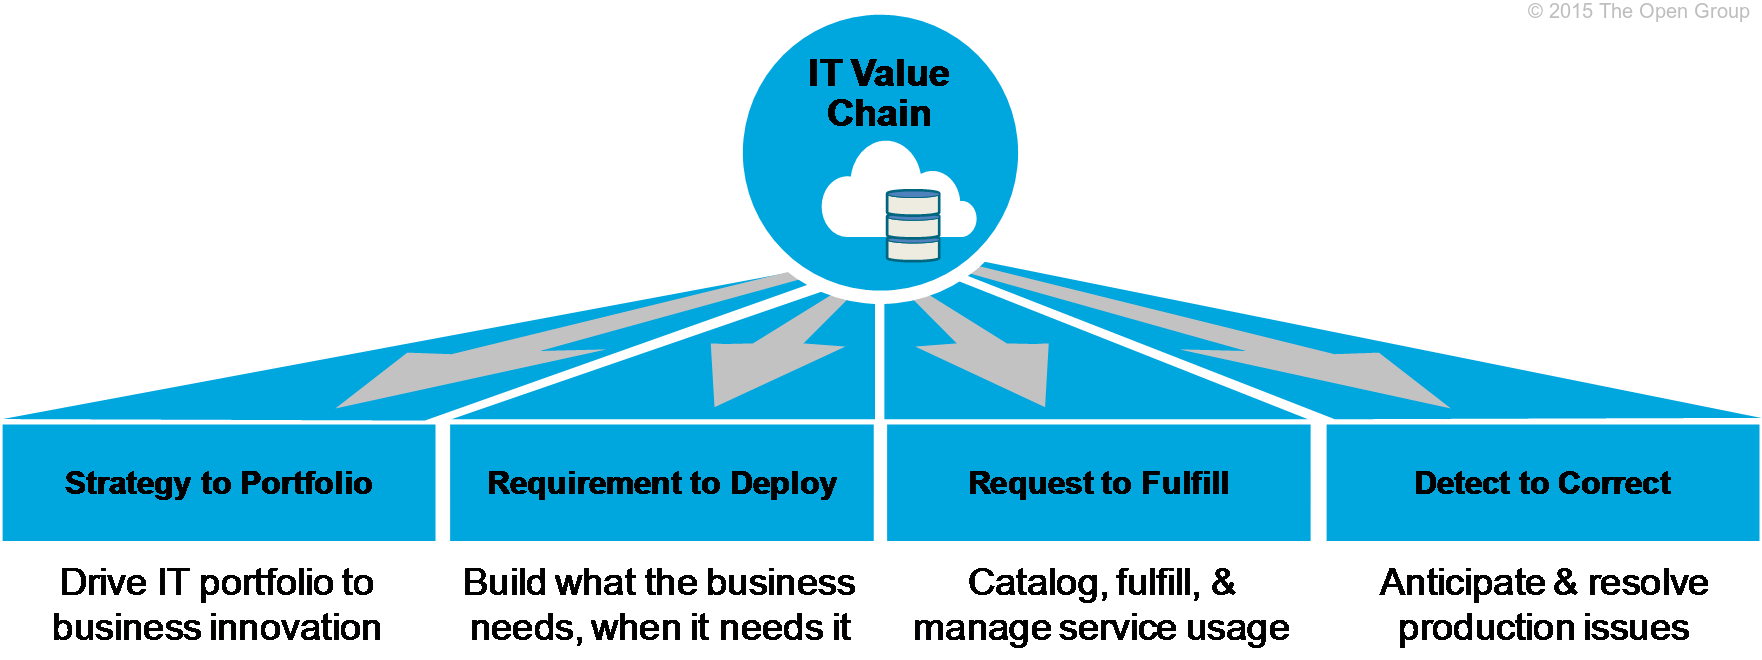 © 2015 The Open Group
IT Value
Chain
Strategy to Portfolio
Requirement to Deploy
Request to Fulfill
Detect to Correct
Drive IT portfolio to
business innovation
Build what the business
needs, when it needs it
Catalog, fulfill, &
manage service usage
Anticipate & resolve
production issues